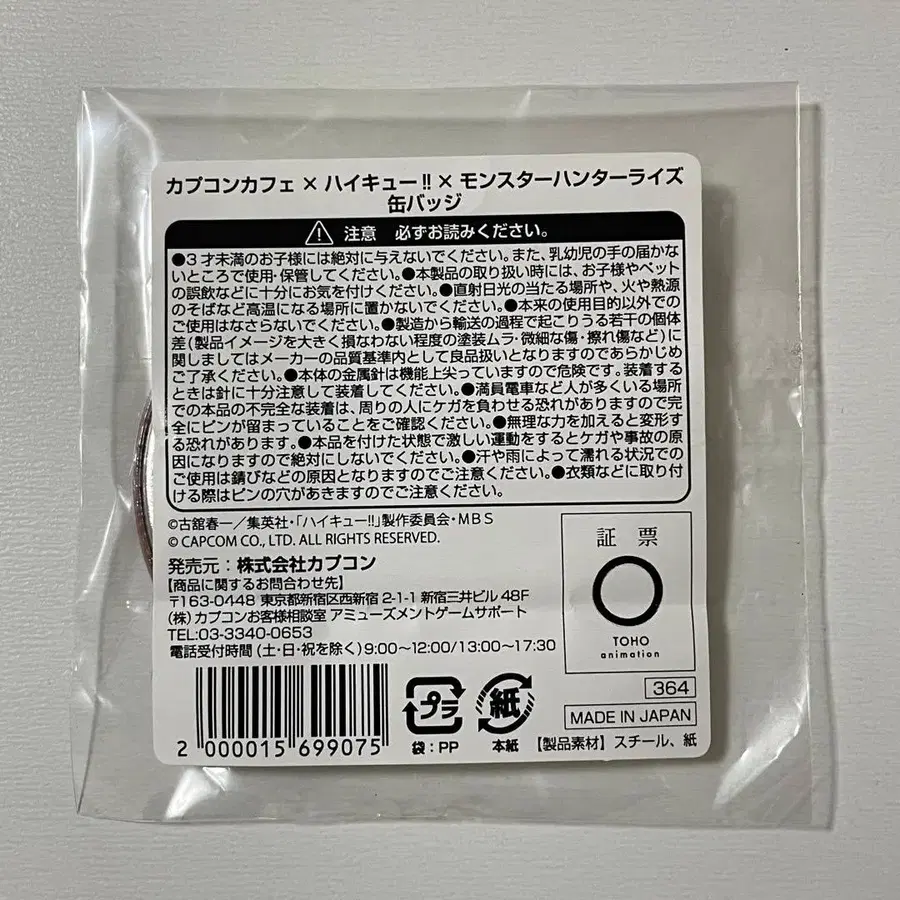 カプコンカフェ × ハイキュー!! × モンスターハンターライズ
缶バッジ
注意 必ずお読みください。
●3才未満のお子様には絶対に与えないでください。また、乳幼児の手の届かないところで使用・保管してください。●本製品の取り扱い時には、お子様やペットの誤飲などに十分にお気を付けください。●直射日光の当たる場所や、火や熱源のそばなど高温になる場所に置かないでください。●本来の使用目的以外でのご使用はなさらないでください。●製造から輸送の過程で起こりうる若干の個体差(製品イメージを大きく損なわない程度の塗装ムラ・微細な傷・擦れ傷など)に関しましてはメーカーの品質基準内として良品扱いとなりますのであらかじめご了承ください。●本体の金属針は機能上尖っていますので危険です。装着するときは針に十分注意して装着してください。●満員電車など人が多くいる場所での本品の不完全な装着は、周りの人にケガを負わせる恐れがありますので完全にピンが留まっていることをご確認ください。●無理な力を加えると変形する恐れがあります。●本品を付けた状態で激しい運動をするとケガや事故の原因になりますので絶対にしないでください。●汗や雨によって濡れる状況でのご使用は錆びなどの原因となりますのでご注意ください。●衣類などに取り付ける際はピンの穴があきますのでご注意ください。
©古舘春一/集英社・「ハイキュー!!」製作委員会・MBS
© CAPCOM CO., LTD. ALL RIGHTS RESERVED.
発売元:株式会社カプコン
【商品に関するお問合わせ先】
〒163-0448 東京都新宿区西新宿 2-1-1 新宿三井ビル 48F
(株)カプコンお客様相談室 アミューズメントゲームサポート
TEL:03-3340-0653
電話受付時間(土・日・祝を除く)9:00~12:00/13:00~17:30
証票
TOHO
animation
364
MADE IN JAPAN
2 000015 699075
プラ
袋:PP
紙
本紙
【製品素材】スチール、紙